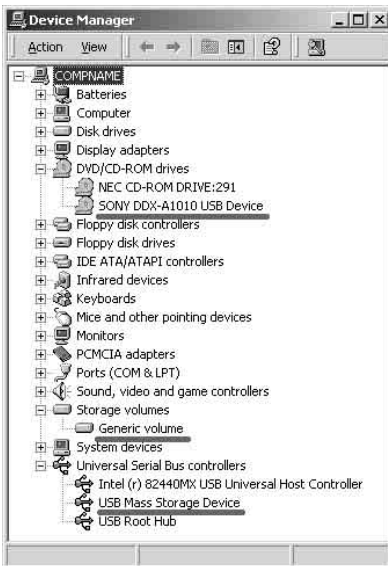 Device Manager
Action View
COMPNAME
Batteries
Computer
Disk drives
Display adapters
DVD/CD-ROM drives
NEC CD-ROM DRIVE:291
SONY DDX-A1010 USB Device
Floppy disk controllers
Floppy disk drives
IDE ATA/ATAPI controllers
Infrared devices
Keyboards
Mice and other pointing devices
Monitors
PCMCIA adapters
Ports (COM & LPT)
Sound, video and game controllers
Storage volumes
Generic volume
System devices
Universal Serial Bus controllers
Intel (r) 82440MX USB Universal Host Controller
USB Mass Storage Device
USB Root Hub